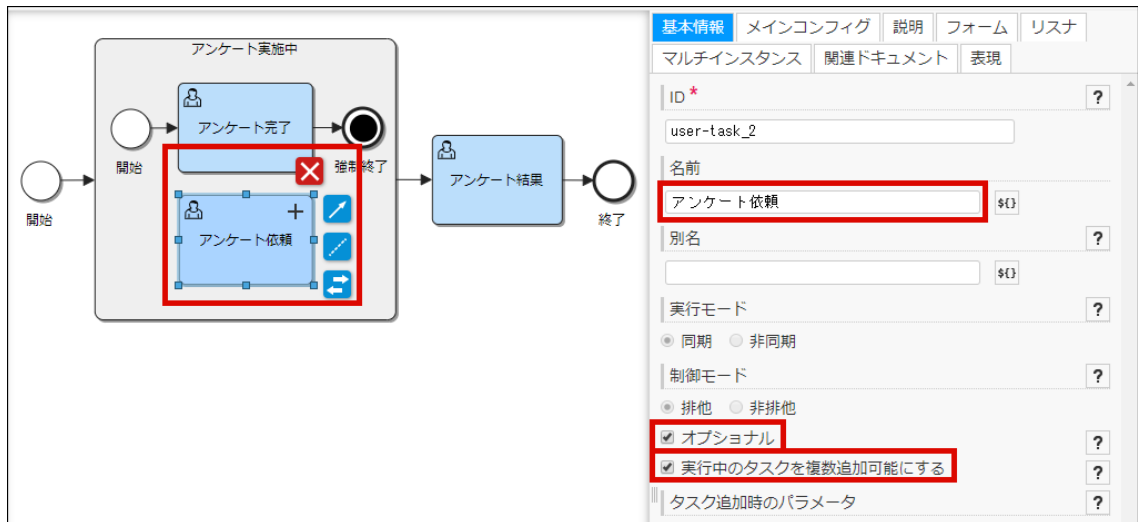 アンケート実施中
アンケート完了
開始
強制終了
アンケート依頼
開始
アンケート結果
終了
基本情報 メインコンフィグ 説明 フォーム リスナ
マルチインスタンス 関連ドキュメント 表現
ID * ?
user-task_2
名前
アンケート依頼 ${}
別名 ?
${}
実行モード ?
同期 非同期
制御モード ?
排他 非排他
オプショナル ?
実行中のタスクを複数追加可能にする ?
タスク追加時のパラメータ ?